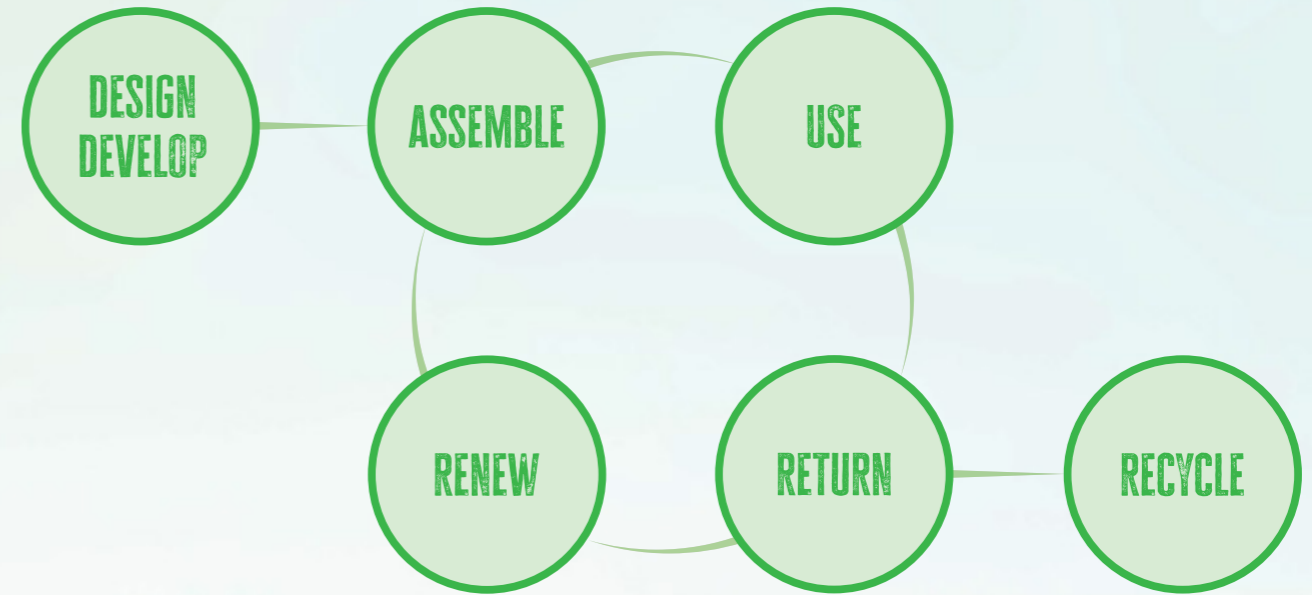 DESIGN
DEVELOP
ASSEMBLE
USE
RENEW
RETURN
RECYCLE